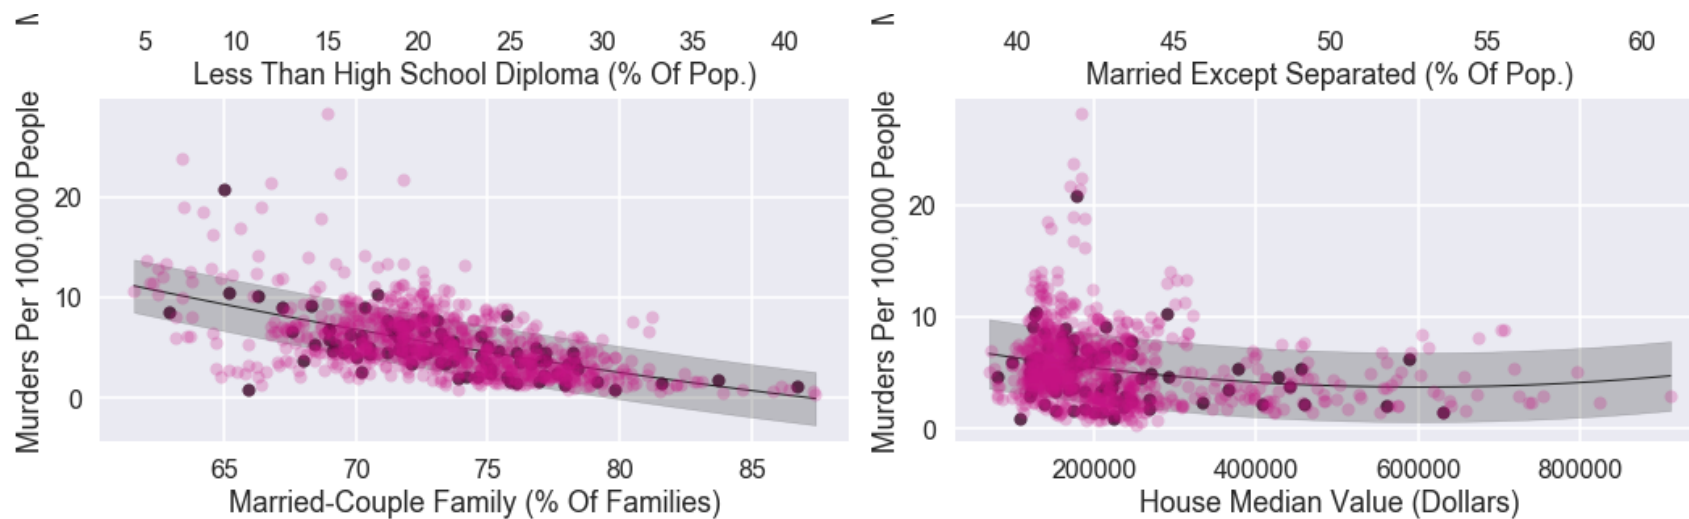 5 10 15 20 25 30 35 40
Less Than High School Diploma (% Of Pop.)
40 45 50 55 60
Married Except Separated (% Of Pop.)
Murders Per 100,000 People
20
10
0
65 70 75 80 85
Married-Couple Family (% Of Families)
Murders Per 100,000 People
20
10
0
200000 400000 600000 800000
House Median Value (Dollars)